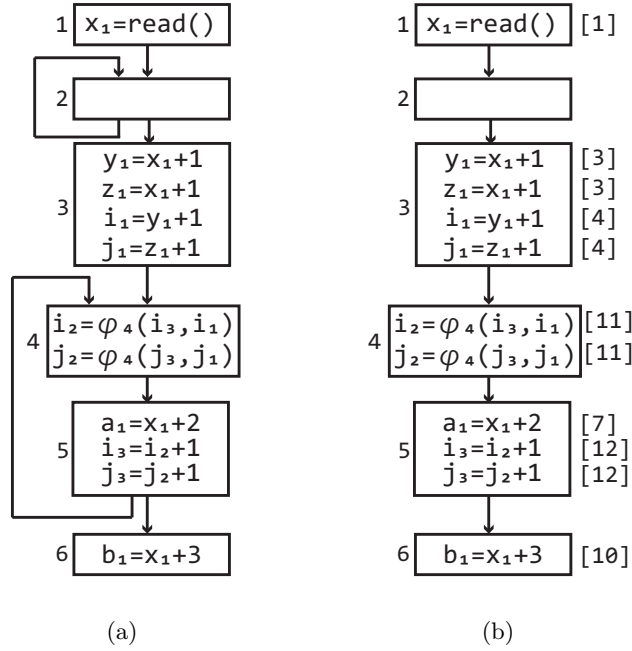 1 x₁=read()
2
y₁=x₁+1
z₁=x₁+1
3
i₁=y₁+1
j₁=z₁+1
i₂=φ₄(i₃,i₁)
4
j₂=φ₄(j₃,j₁)
a₁=x₁+2
5 i₃=i₂+1
j₃=j₂+1
6 b₁=x₁+3
(a)
1 x₁=read() [1]
2
y₁=x₁+1 [3]
z₁=x₁+1 [3]
3
i₁=y₁+1 [4]
j₁=z₁+1 [4]
i₂=φ₄(i₃,i₁) [11]
4
j₂=φ₄(j₃,j₁) [11]
a₁=x₁+2 [7]
5 i₃=i₂+1 [12]
j₃=j₂+1 [12]
6 b₁=x₁+3 [10]
(b)